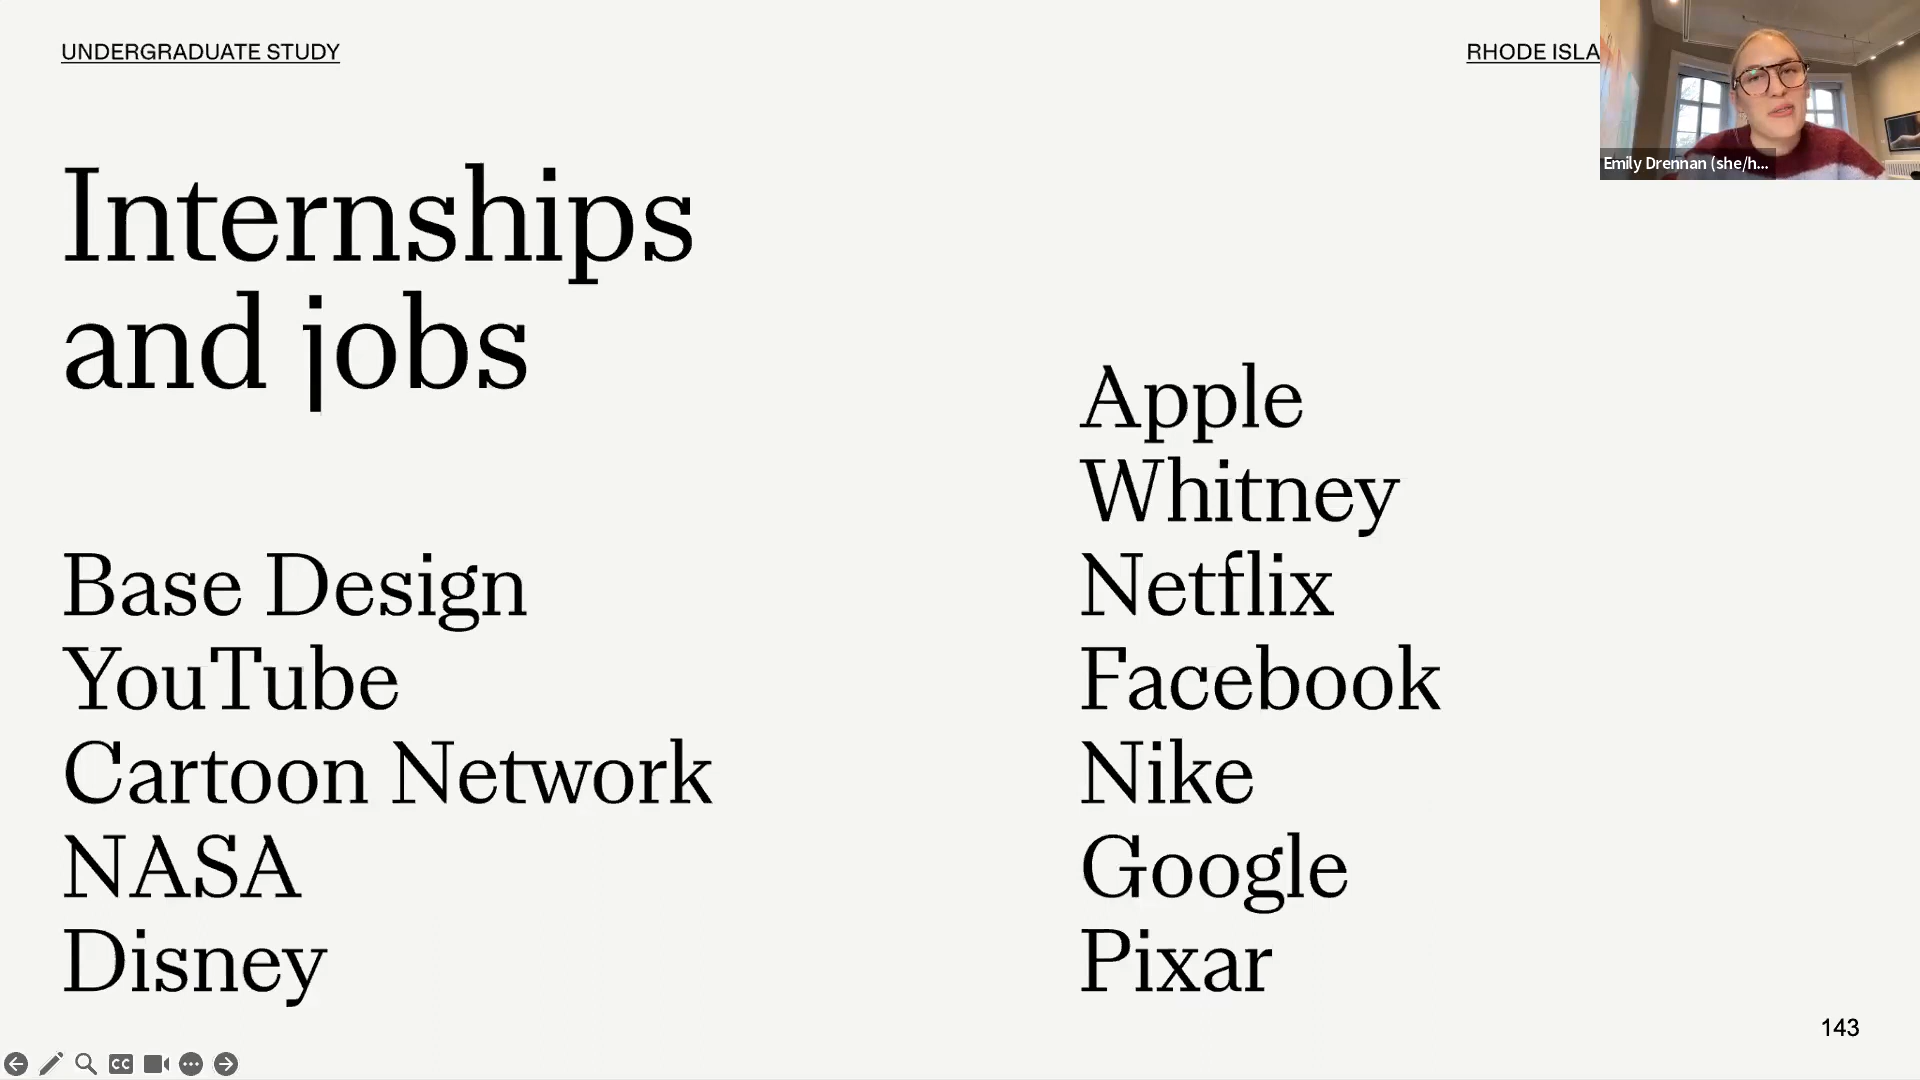 UNDERGRADUATE STUDY
RHODE ISLA
Emily Drennan (she/h...
Internships
and jobs
Base Design
YouTube
Cartoon Network
NASA
Disney
Apple
Whitney
Netflix
Facebook
Nike
Google
Pixar
143
CC